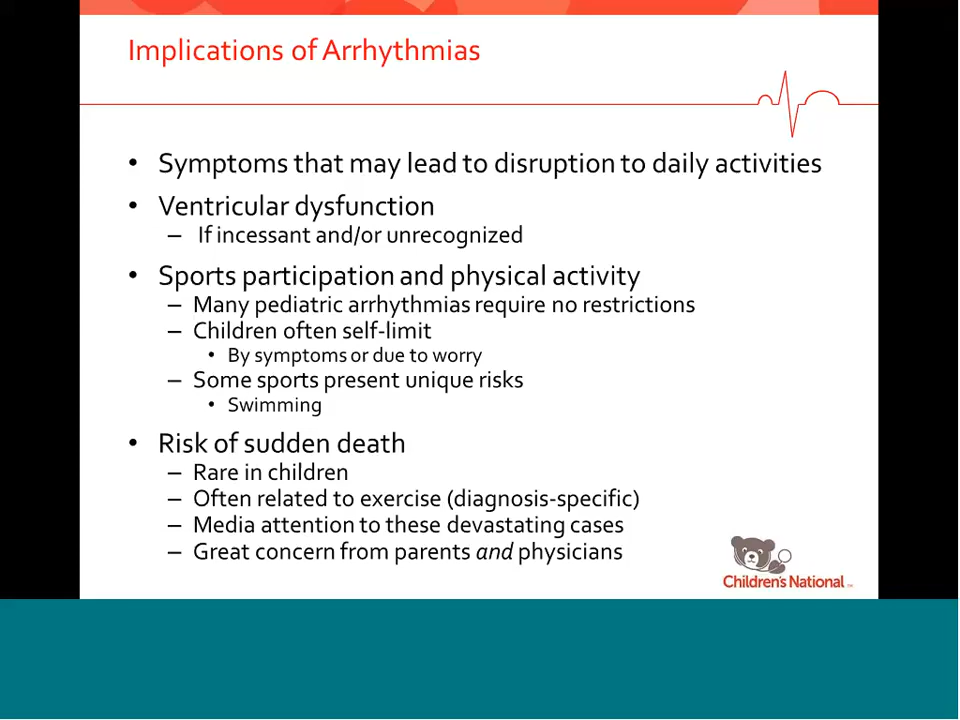 Implications of Arrhythmias
• Symptoms that may lead to disruption to daily activities
• Ventricular dysfunction
– If incessant and/or unrecognized
• Sports participation and physical activity
– Many pediatric arrhythmias require no restrictions
– Children often self-limit
• By symptoms or due to worry
– Some sports present unique risks
• Swimming
• Risk of sudden death
– Rare in children
– Often related to exercise (diagnosis-specific)
– Media attention to these devastating cases
– Great concern from parents and physicians
Children's National